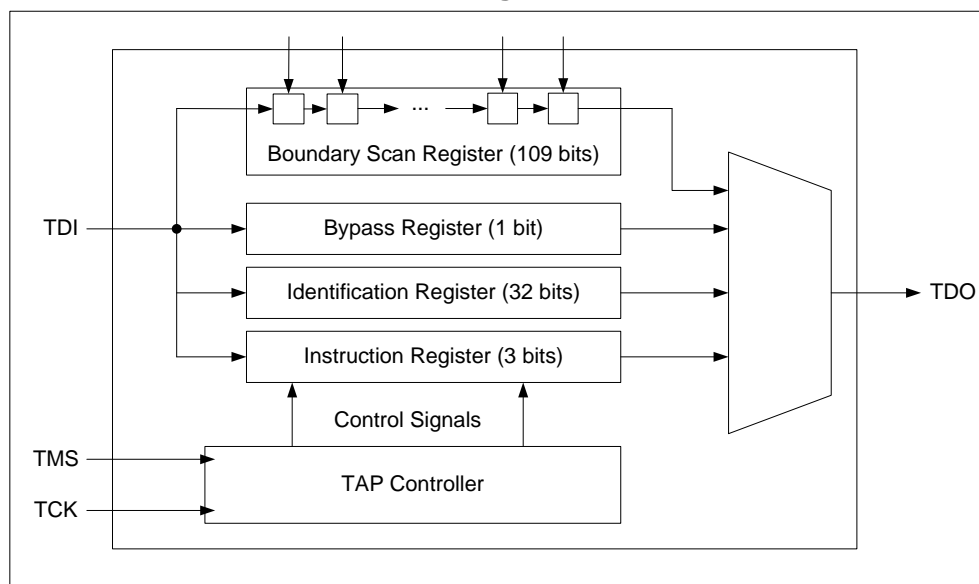 ...
Boundary Scan Register (109 bits)
TDI
Bypass Register (1 bit)
Identification Register (32 bits)
TDO
Instruction Register (3 bits)
Control Signals
TMS
TAP Controller
TCK